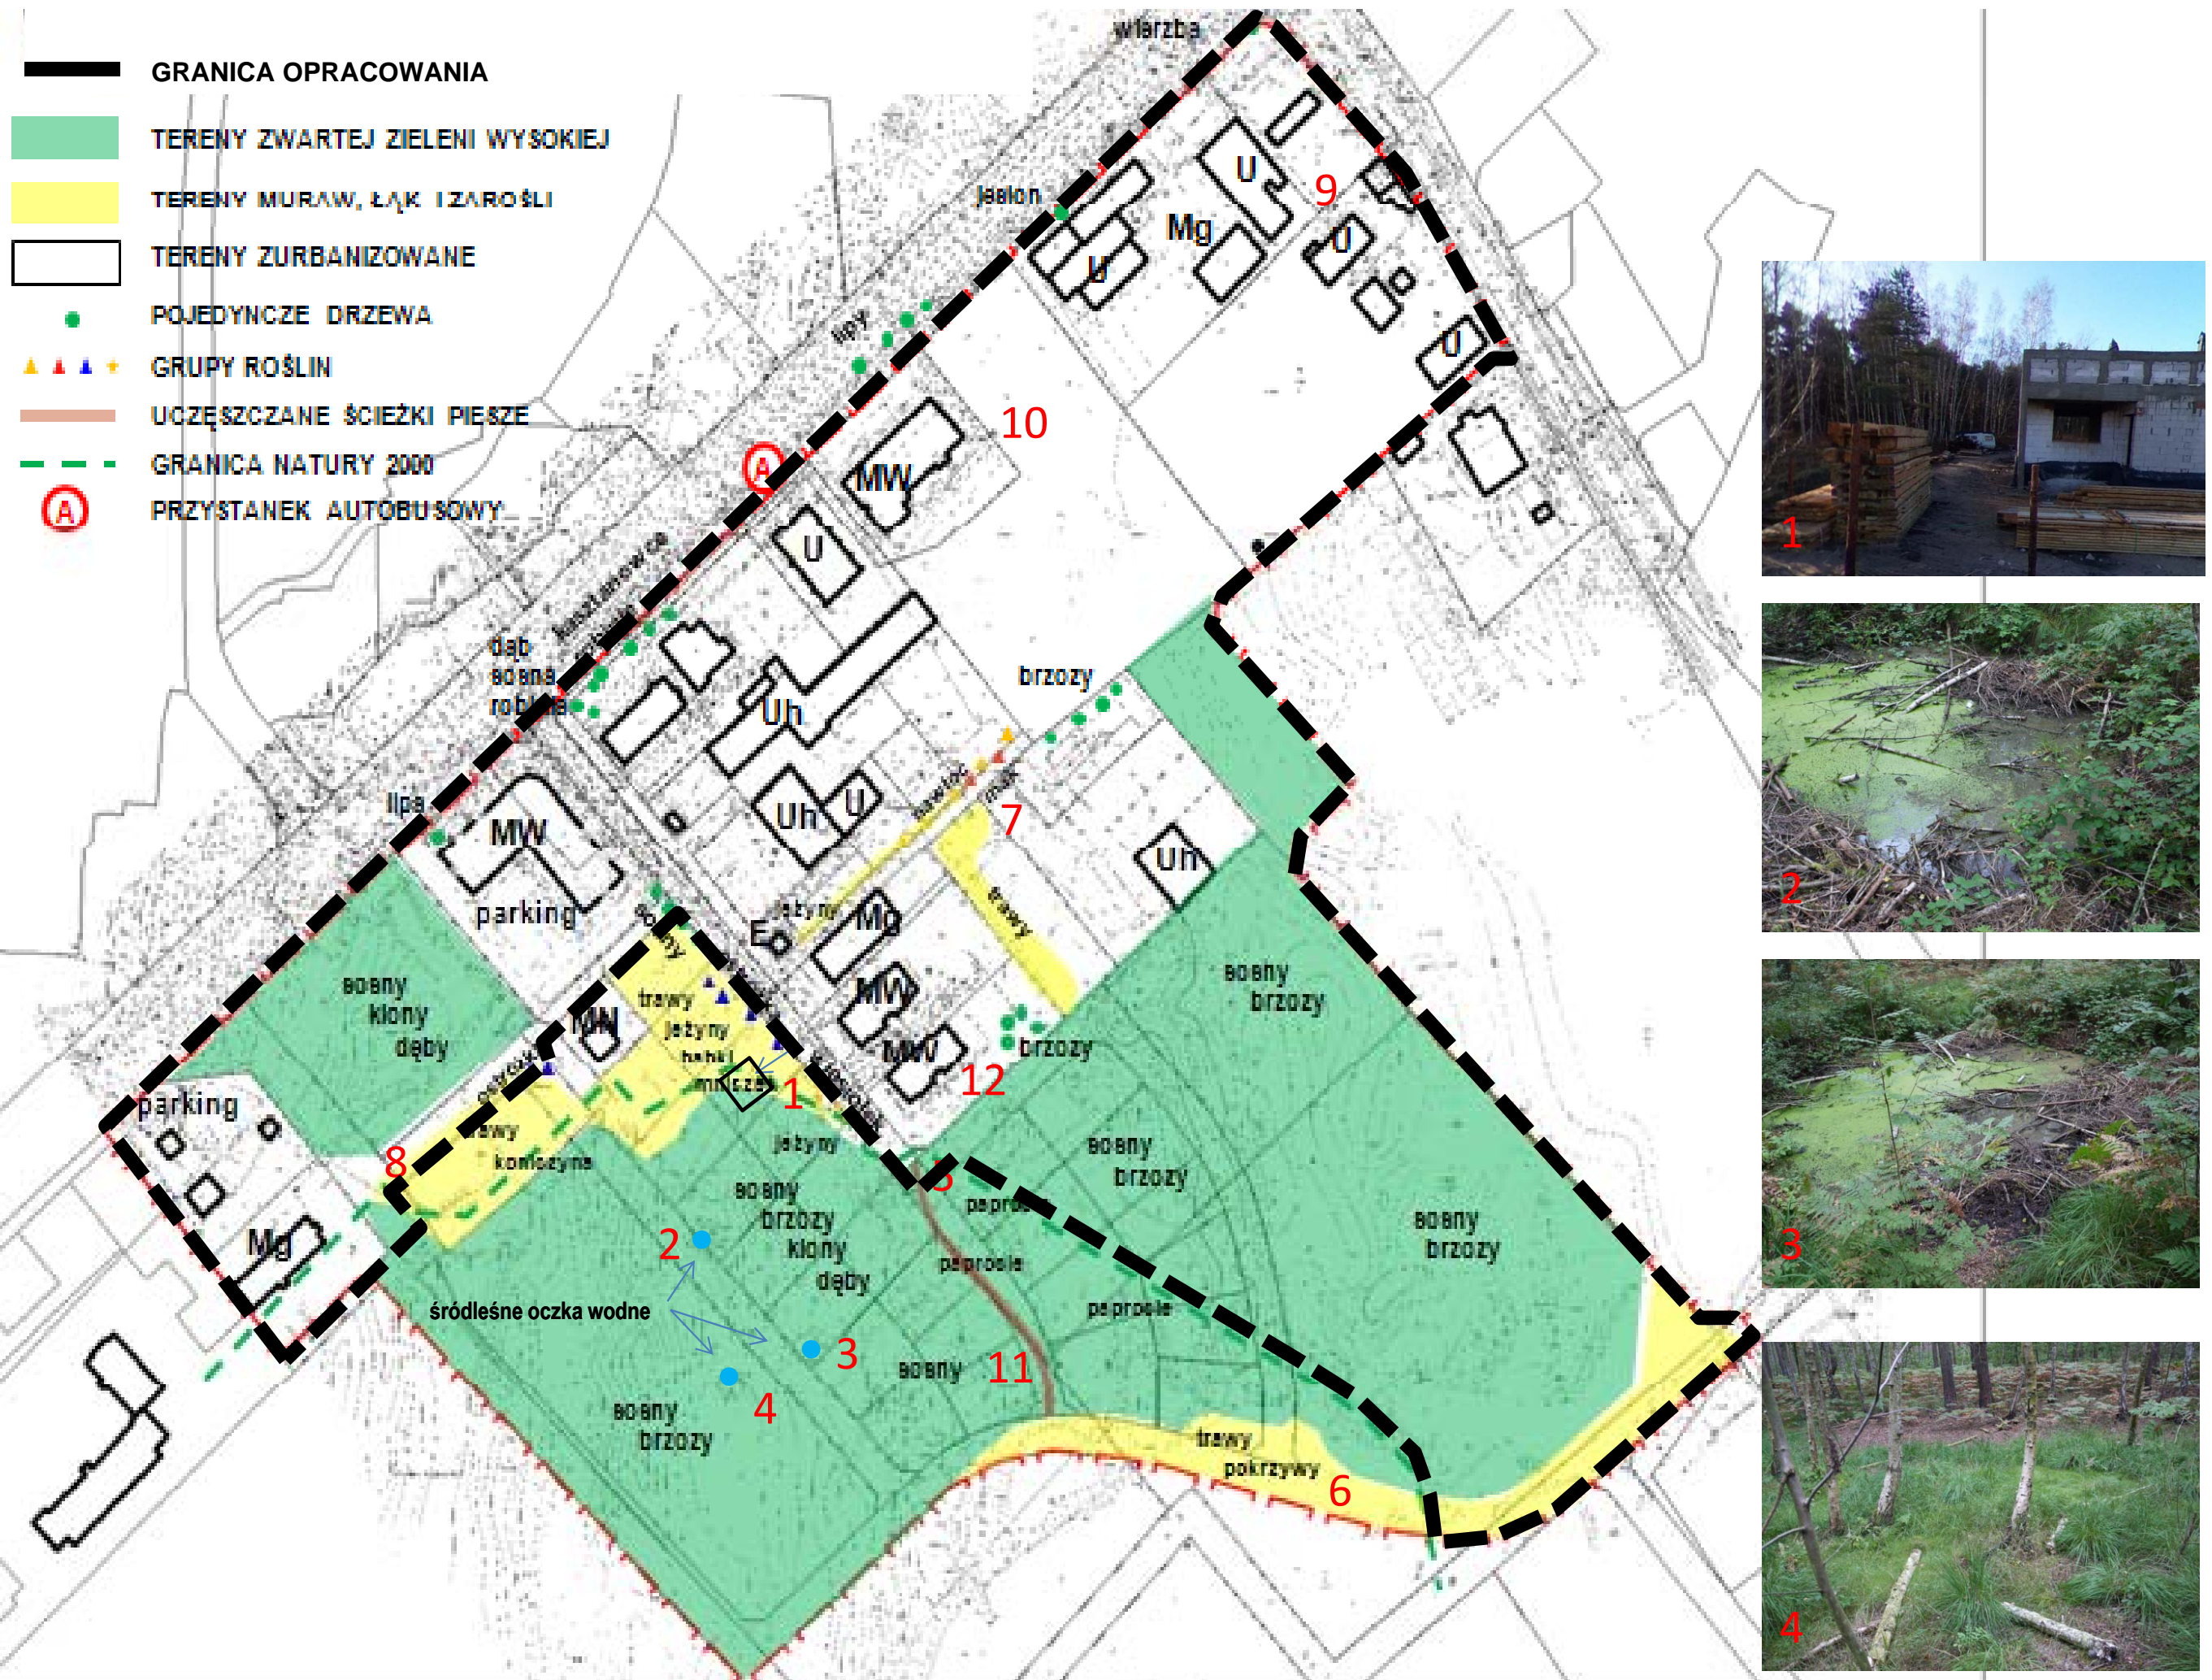 GRANICA OPRACOWANIA
TERENY ZWARTEJ ZIELENI WYSOKIEJ
TERENY MURAW, ŁĄK I ZAROŚLI
TERENY ZURBANIZOWANE
POJEDYNCZE DRZEWA
GRUPY ROŚLIN
UCZĘSZCZANE ŚCIEŻKI PIESZE
GRANICA NATURY 2000
A PRZYSTANEK AUTOBUSOWY
wierzba
jesion
U
9
Mg
U
U
U
lipy
10
A
MW
U
kasztanowce
dąb
sosna
brzozy
Uh
lipa
MW
Uh
U
7
Uh
parking
jeżyny
Mg
trawy
E
sosny
brzozy
sosny
klony
dęby
trawy
jeżyny
MN
MW
MW
brzozy
12
1
parking
jeżyny
8
trawy
5
sosny
brzozy
sosny
brzozy
klony
dęby
paprocie
Mg
2
paprocie
sosny
brzozy
śródleśne oczka wodne
paprocie
3
sosny
11
4
sosny
brzozy
trawy
pokrzywy
6
1
2
3
4